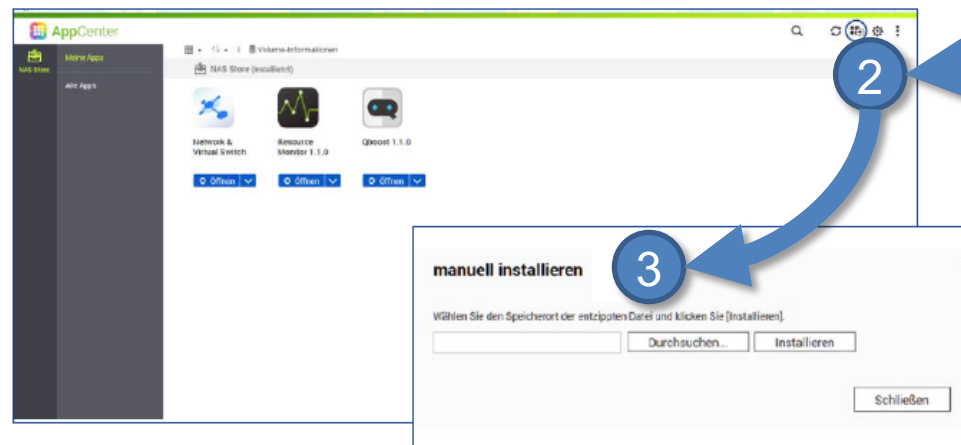 AppCenter
NAS Store
Meine Apps
Alle Apps
Volume-Informationen
NAS Store (installiert:6)
Network &
Virtual Switch
Resource
Monitor 1.1.0
Qboost 1.1.0
Öffnen
Öffnen
Öffnen
2
3
manuell installieren
Wählen Sie den Speicherort der entzippten Datei und klicken Sie [Installieren].
Durchsuchen...
Installieren
Schließen